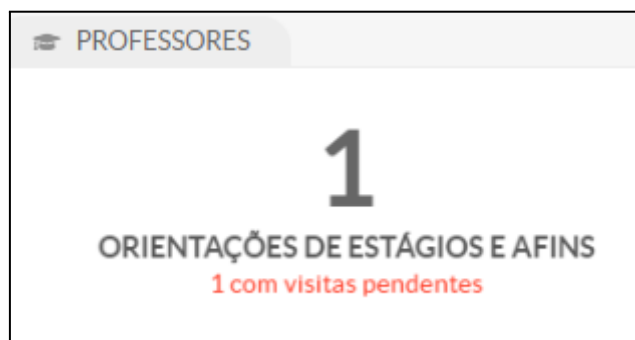 PROFESSORES
1
ORIENTAÇÕES DE ESTÁGIOS E AFINS
1 com visitas pendentes